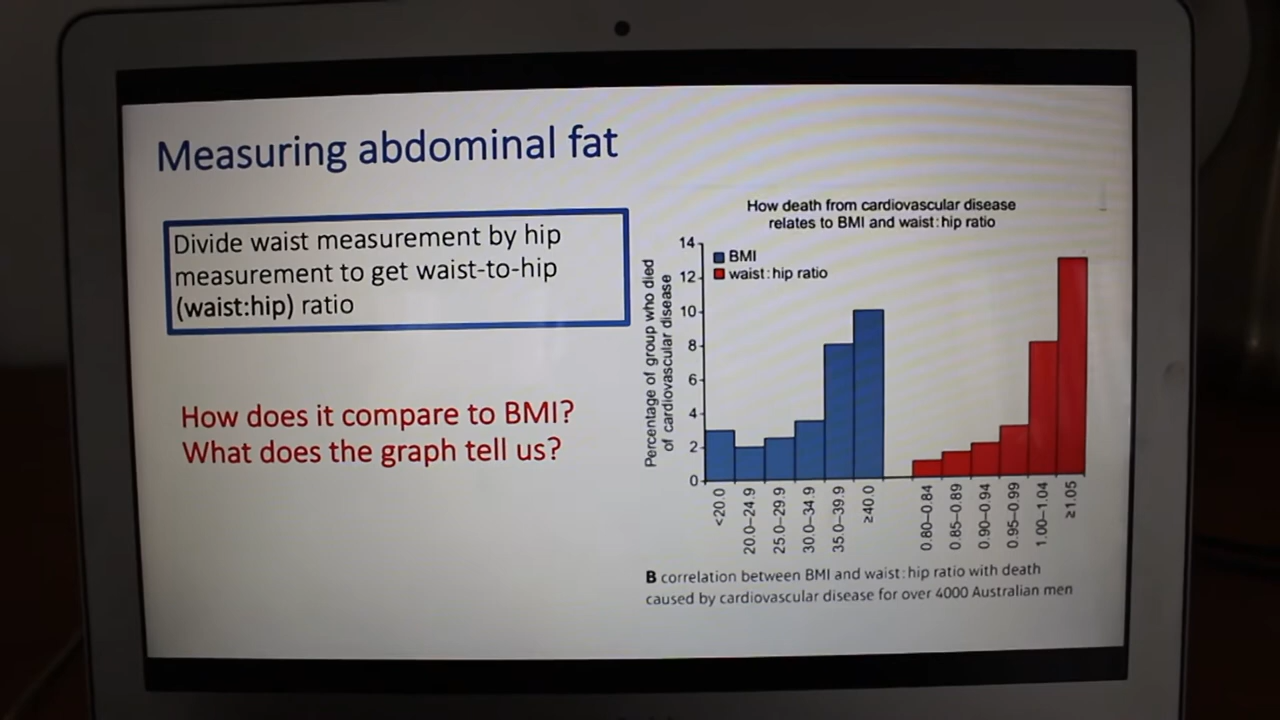 Measuring abdominal fat
Divide waist measurement by hip
measurement to get waist-to-hip
(waist:hip) ratio
How does it compare to BMI?
What does the graph tell us?
How death from cardiovascular disease
relates to BMI and waist:hip ratio
BMI
waist:hip ratio
Percentage of group who died
of cardiovascular disease
14
12
10
8
6
4
2
0
<20.0
20.0–24.9
25.0–29.9
30.0–34.9
35.0–39.9
≥40.0
0.80–0.84
0.85–0.89
0.90–0.94
0.95–0.99
1.00–1.04
≥1.05
B correlation between BMI and waist:hip ratio with death
caused by cardiovascular disease for over 4000 Australian men